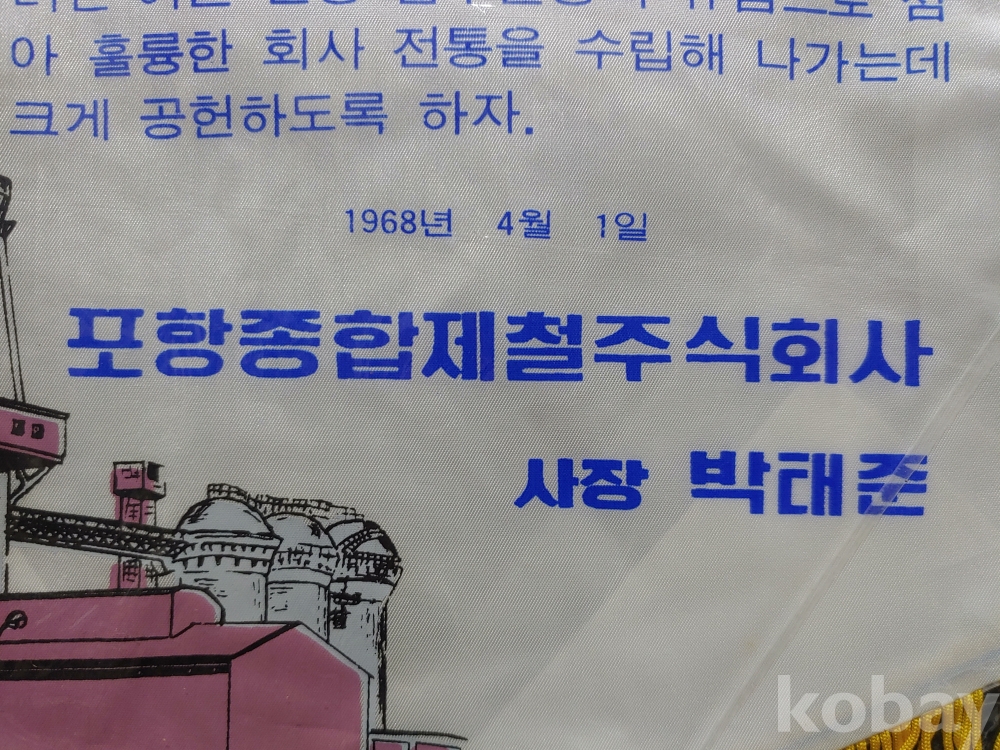 아 훌륭한 회사 전통을 수립해 나가는데
크게 공헌하도록 하자.
1968년 4월 1일
포항종합제철주식회사
사장 박태준
kobay